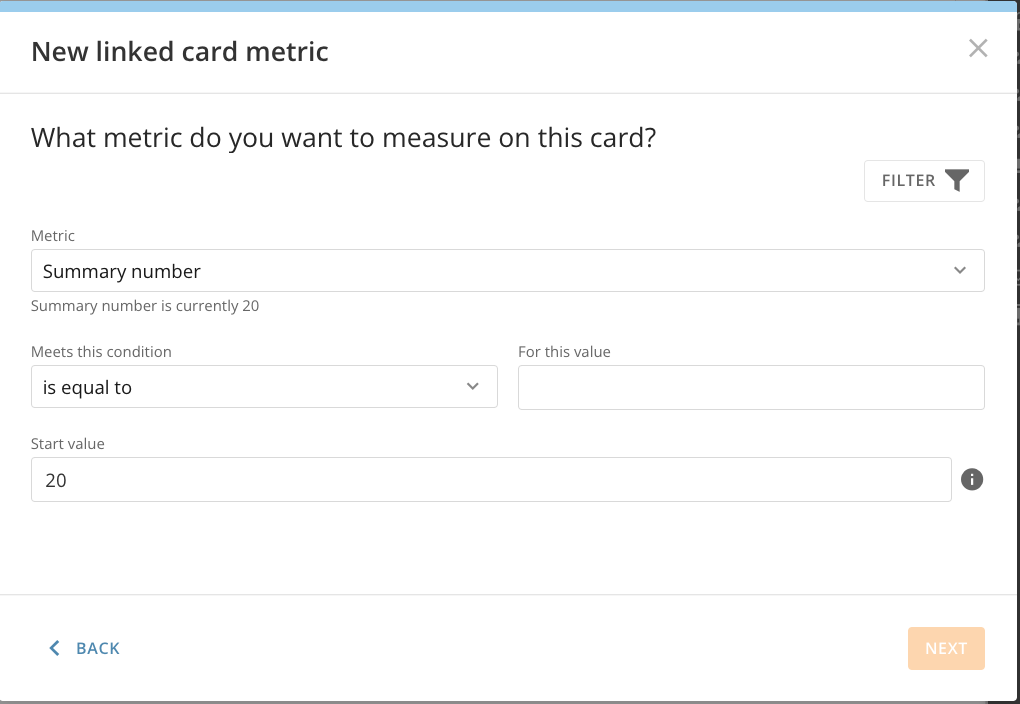 New linked card metric
What metric do you want to measure on this card?
FILTER
Metric
Summary number
Summary number is currently 20
Meets this condition
For this value
is equal to
Start value
20
BACK
NEXT